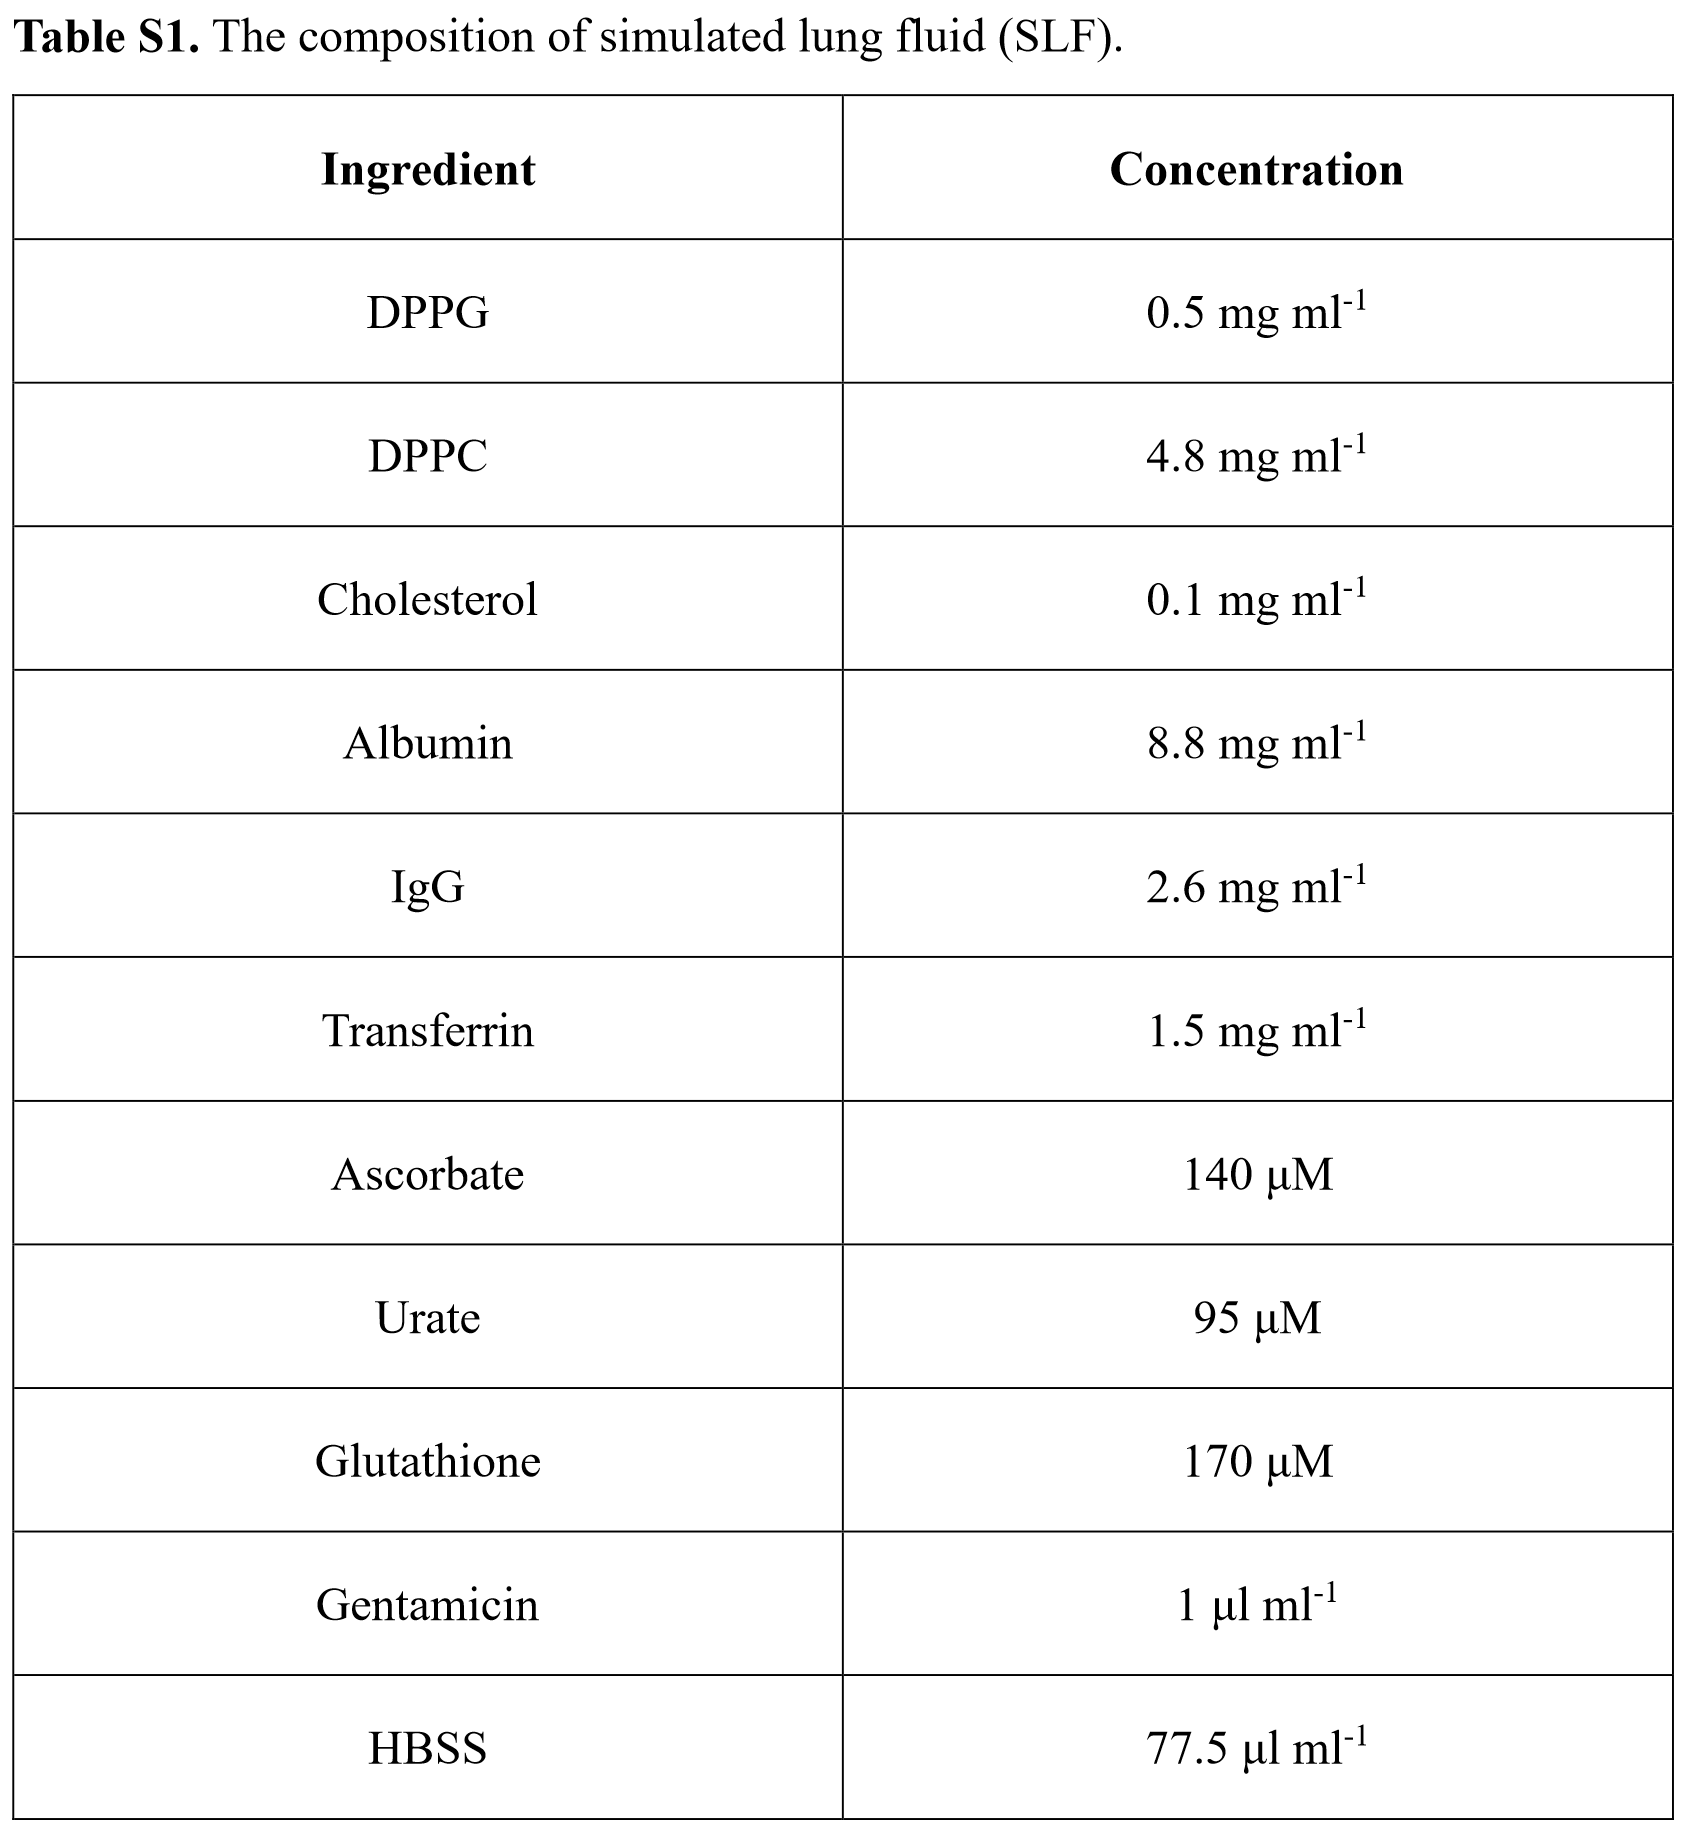 Table S1. The composition of simulated lung fluid (SLF).
Ingredient Concentration
DPPG 0.5 mg ml⁻¹
DPPC 4.8 mg ml⁻¹
Cholesterol 0.1 mg ml⁻¹
Albumin 8.8 mg ml⁻¹
IgG 2.6 mg ml⁻¹
Transferrin 1.5 mg ml⁻¹
Ascorbate 140 μM
Urate 95 μM
Glutathione 170 μM
Gentamicin 1 μl ml⁻¹
HBSS 77.5 μl ml⁻¹